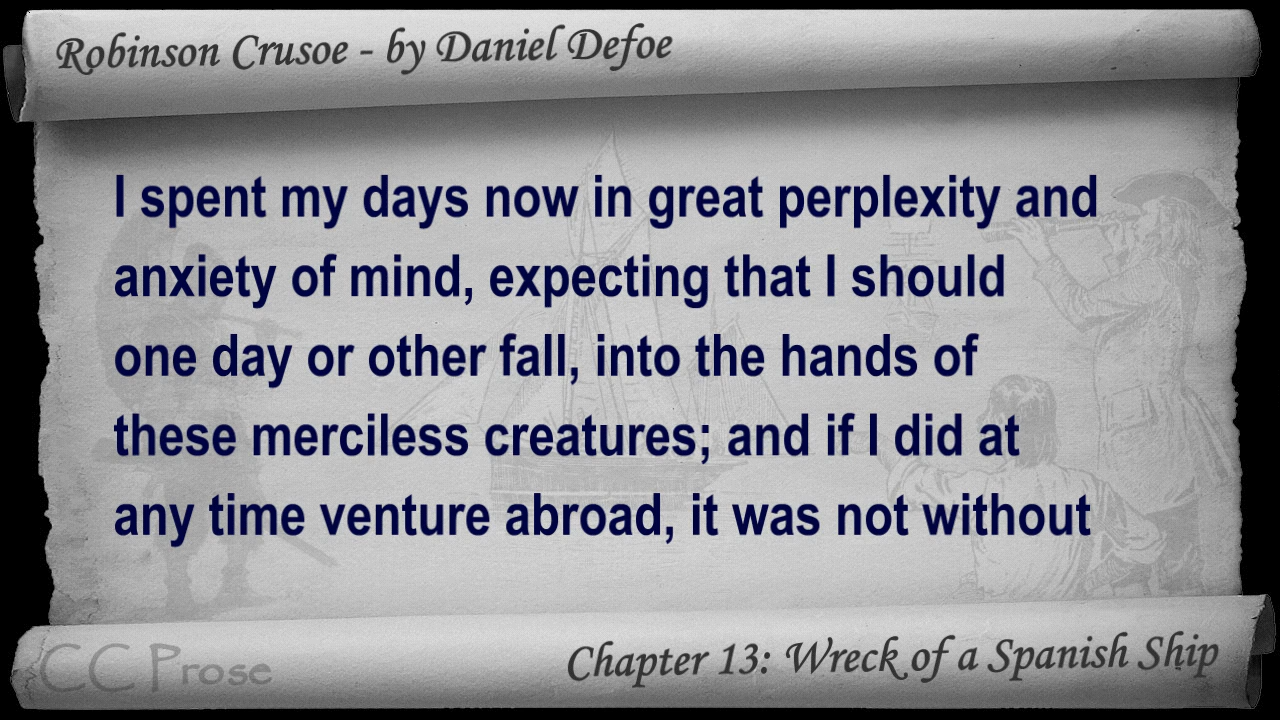 Robinson Crusoe - by Daniel Defoe
I spent my days now in great perplexity and
anxiety of mind, expecting that I should
one day or other fall, into the hands of
these merciless creatures; and if I did at
any time venture abroad, it was not without
CC Prose
Chapter 13: Wreck of a Spanish Ship